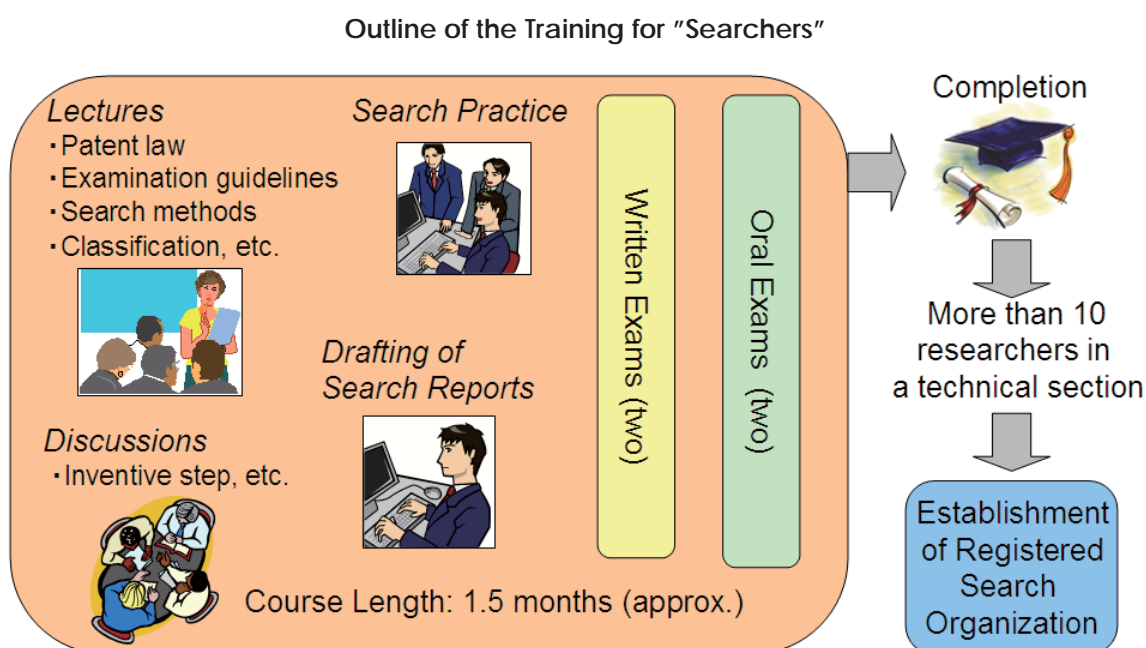 Outline of the Training for "Searchers"
Lectures
・Patent law
・Examination guidelines
・Search methods
・Classification, etc.
Discussions
・Inventive step, etc.
Search Practice
Drafting of
Search Reports
Written Exams (two)
Oral Exams (two)
Course Length: 1.5 months (approx.)
Completion
More than 10
researchers in
a technical section
Establishment
of Registered
Search
Organization